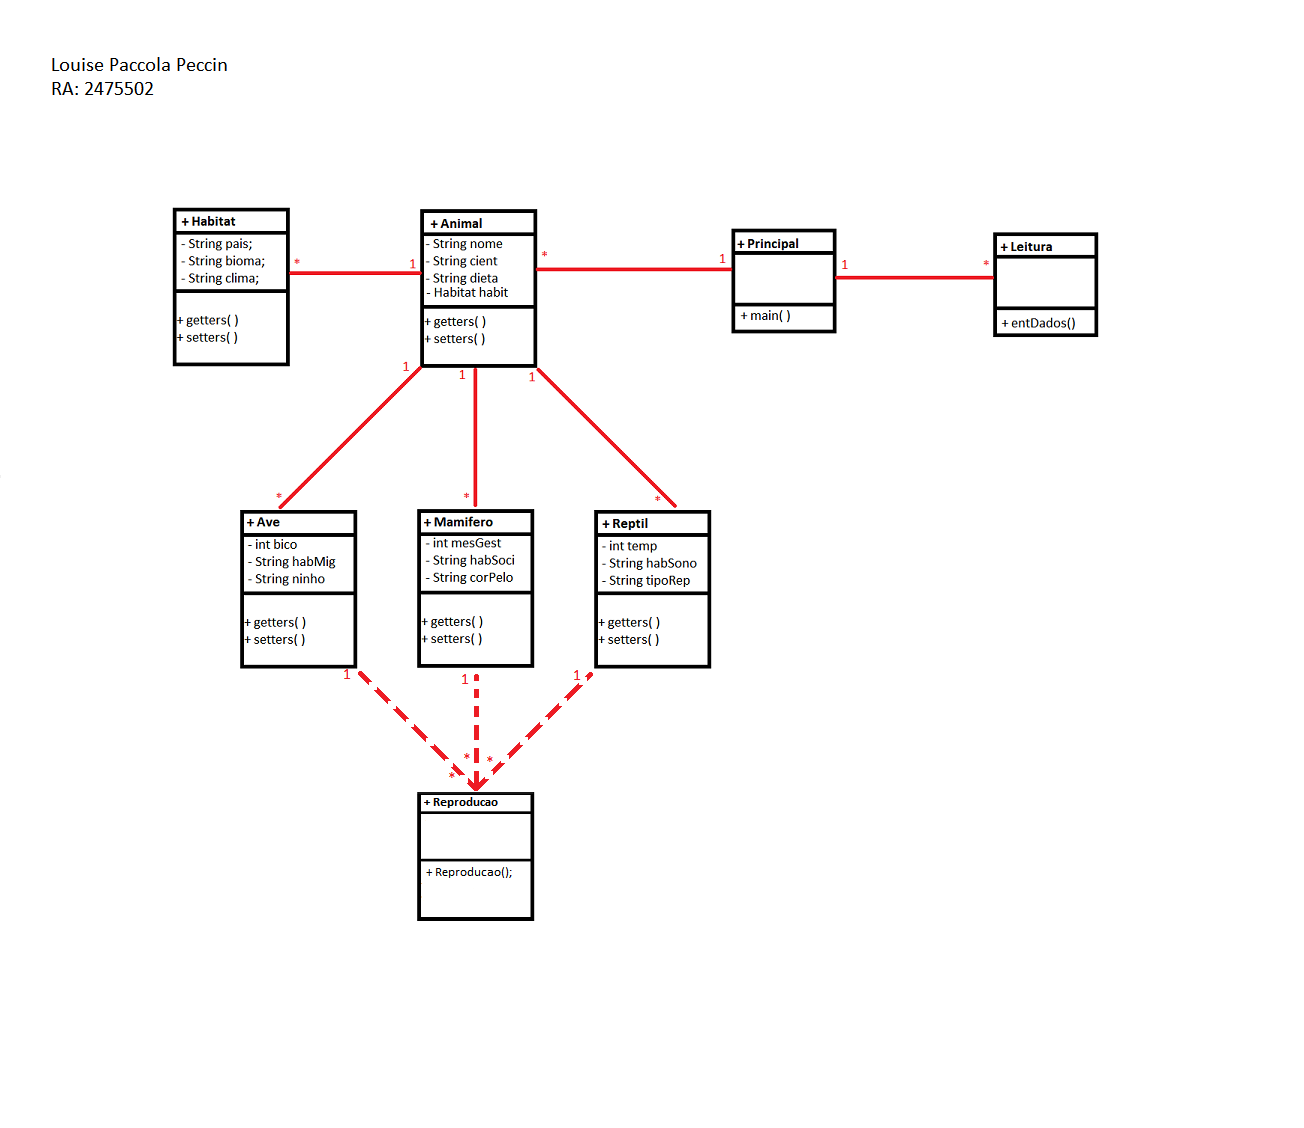 Louise Paccola Peccin
RA: 2475502
+ Habitat
- String pais;
- String bioma;
- String clima;
+ getters( )
+ setters( )
*
1
+ Animal
- String nome
- String cient
- String dieta
- Habitat habit
+ getters( )
+ setters( )
*
1
+ Principal
+ main( )
1
*
+ Leitura
+ entDados()
1
1
1
*
*
*
+ Ave
- int bico
- String habMig
- String ninho
+ getters( )
+ setters( )
+ Mamifero
- int mesGest
- String habSoci
- String corPelo
+ getters( )
+ setters( )
+ Reptil
- int temp
- String habSono
- String tipoRep
+ getters( )
+ setters( )
1
1
1
*
*
*
+ Reproducao
+ Reproducao();